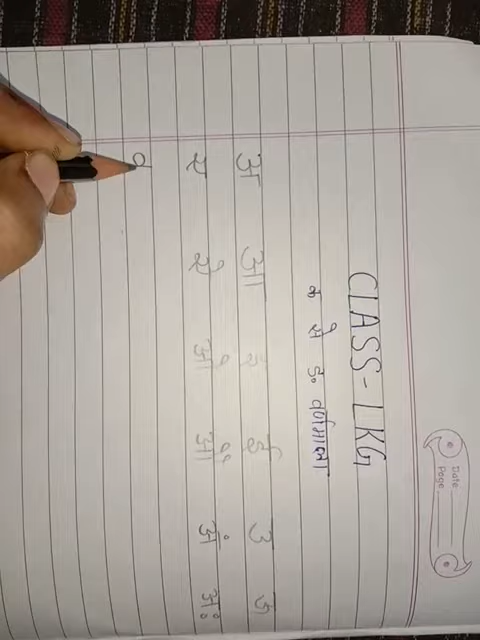 Date
Page
CLASS-LKG
क से ङ वर्णमाला
अ आ इ ई उ ऊ
ए ऐ ओ औ अं अः
व